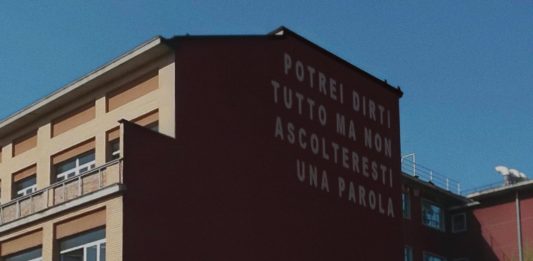 POTREI DIRTI
TUTTO MA NON
ASCOLTERESTI
UNA PAROLA